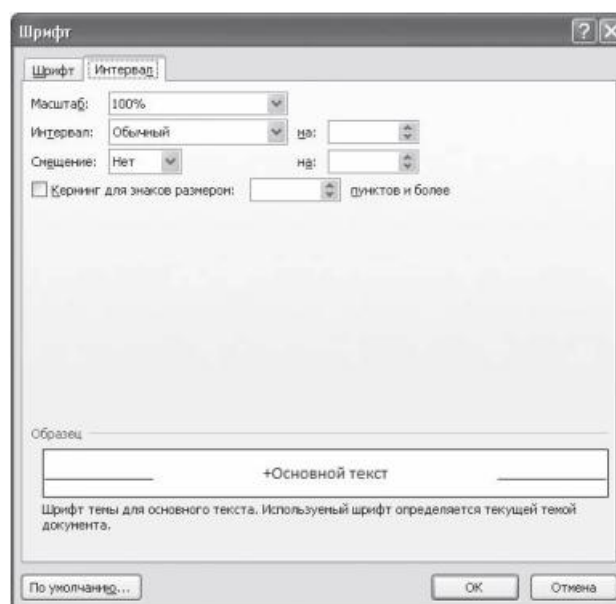 Шрифт
Шрифт Интервал
Масштаб: 100%
Интервал: Обычный на:
Смещение: Нет на:
Кернинг для знаков размером: пунктов и более
Образец
+Основной текст
Шрифт темы для основного текста. Используемый шрифт определяется текущей темой
документа.
По умолчанию... ОК Отмена